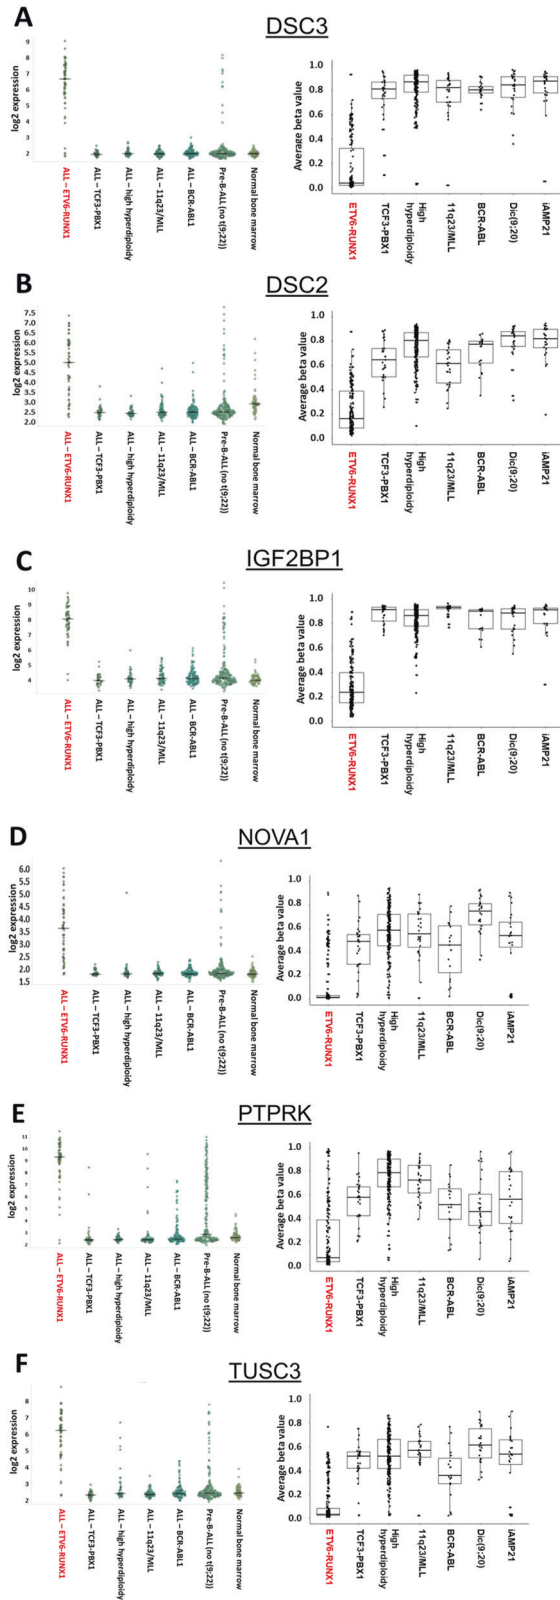 A
DSC3
log2 expression
9
8
7
6
5
4
3
2
ALL – ETV6-RUNX1
ALL – TCF3-PBX1
ALL – high hyperdiploidy
ALL – 11q23/MLL
ALL – BCR-ABL1
Pre-B-ALL (no t(9;22))
Normal bone marrow
Average beta value
1.0
0.8
0.6
0.4
0.2
0.0
ETV6-RUNX1
TCF3-PBX1
High
hyperdiploidy
11q23/MLL
BCR-ABL
Dic(9;20)
iAMP21
B
DSC2
log2 expression
7.5
7.0
6.5
6.0
5.5
5.0
4.5
4.0
3.5
3.0
2.5
2.0
ALL – ETV6-RUNX1
ALL – TCF3-PBX1
ALL – high hyperdiploidy
ALL – 11q23/MLL
ALL – BCR-ABL1
Pre-B-ALL (no t(9;22))
Normal bone marrow
Average beta value
1.0
0.8
0.6
0.4
0.2
0.0
ETV6-RUNX1
TCF3-PBX1
High
hyperdiploidy
11q23/MLL
BCR-ABL
Dic(9;20)
iAMP21
C
IGF2BP1
log2 expression
10
9
8
7
6
5
4
ALL – ETV6-RUNX1
ALL – TCF3-PBX1
ALL – high hyperdiploidy
ALL – 11q23/MLL
ALL – BCR-ABL1
Pre-B-ALL (no t(9;22))
Normal bone marrow
Average beta value
1.0
0.8
0.6
0.4
0.2
0.0
ETV6-RUNX1
TCF3-PBX1
High
hyperdiploidy
11q23/MLL
BCR-ABL
Dic(9;20)
iAMP21
D
NOVA1
log2 expression
6.0
5.5
5.0
4.5
4.0
3.5
3.0
2.5
2.0
1.5
ALL – ETV6-RUNX1
ALL – TCF3-PBX1
ALL – high hyperdiploidy
ALL – 11q23/MLL
ALL – BCR-ABL1
Pre-B-ALL (no t(9;22))
Normal bone marrow
Average beta value
1.0
0.8
0.6
0.4
0.2
0.0
ETV6-RUNX1
TCF3-PBX1
High
hyperdiploidy
11q23/MLL
BCR-ABL
Dic(9;20)
iAMP21
E
PTPRK
log2 expression
11
10
9
8
7
6
5
4
3
2
ALL – ETV6-RUNX1
ALL – TCF3-PBX1
ALL – high hyperdiploidy
ALL – 11q23/MLL
ALL – BCR-ABL1
Pre-B-ALL (no t(9;22))
Normal bone marrow
Average beta value
1.0
0.8
0.6
0.4
0.2
0.0
ETV6-RUNX1
TCF3-PBX1
High
hyperdiploidy
11q23/MLL
BCR-ABL
Dic(9;20)
iAMP21
F
TUSC3
log2 expression
9
8
7
6
5
4
3
2
ALL – ETV6-RUNX1
ALL – TCF3-PBX1
ALL – high hyperdiploidy
ALL – 11q23/MLL
ALL – BCR-ABL1
Pre-B-ALL (no t(9;22))
Normal bone marrow
Average beta value
1.0
0.8
0.6
0.4
0.2
0.0
ETV6-RUNX1
TCF3-PBX1
High
hyperdiploidy
11q23/MLL
BCR-ABL
Dic(9;20)
iAMP21